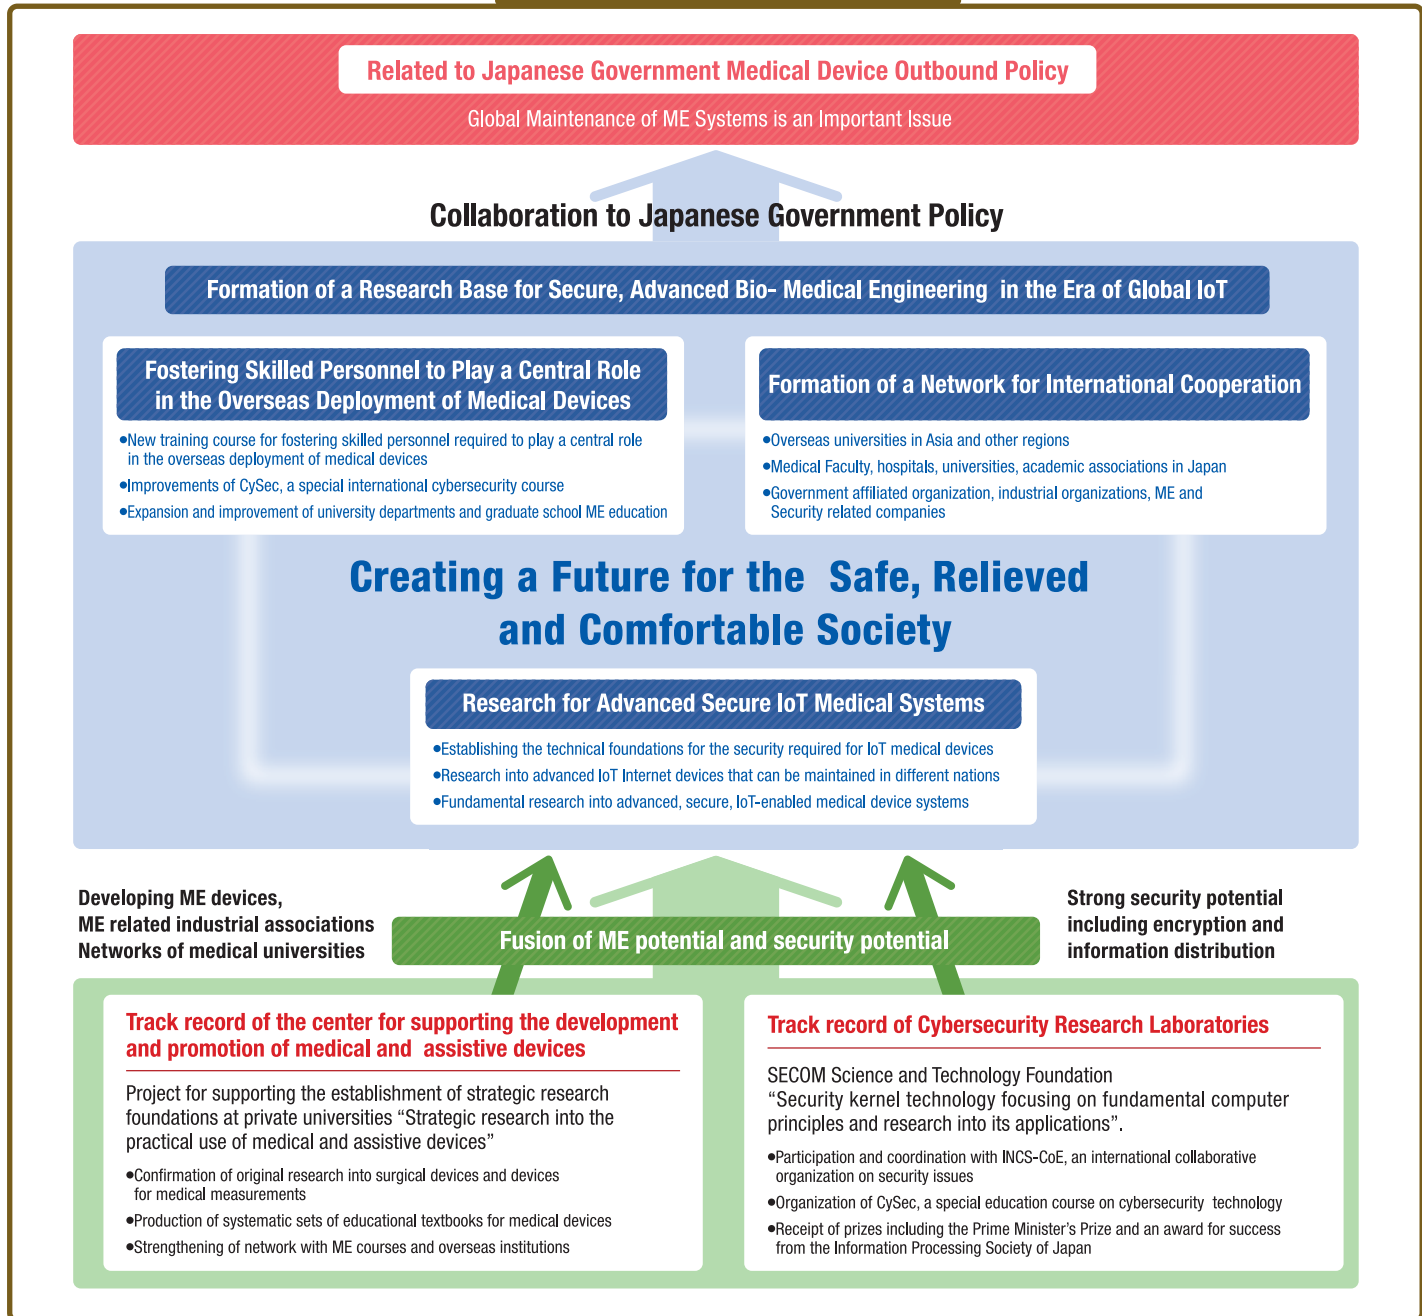 Related to Japanese Government Medical Device Outbound Policy
Global Maintenance of ME Systems is an Important Issue
Collaboration to Japanese Government Policy
Formation of a Research Base for Secure, Advanced Bio- Medical Engineering in the Era of Global IoT
Fostering Skilled Personnel to Play a Central Role
in the Overseas Deployment of Medical Devices
•New training course for fostering skilled personnel required to play a central role
in the overseas deployment of medical devices
•Improvements of CySec, a special international cybersecurity course
•Expansion and improvement of university departments and graduate school ME education
Formation of a Network for International Cooperation
•Overseas universities in Asia and other regions
•Medical Faculty, hospitals, universities, academic associations in Japan
•Government affiliated organization, industrial organizations, ME and
Security related companies
Creating a Future for the Safe, Relieved
and Comfortable Society
Research for Advanced Secure IoT Medical Systems
•Establishing the technical foundations for the security required for IoT medical devices
•Research into advanced IoT Internet devices that can be maintained in different nations
•Fundamental research into advanced, secure, IoT-enabled medical device systems
Developing ME devices,
ME related industrial associations
Networks of medical universities
Fusion of ME potential and security potential
Strong security potential
including encryption and
information distribution
Track record of the center for supporting the development
and promotion of medical and assistive devices
Project for supporting the establishment of strategic research
foundations at private universities “Strategic research into the
practical use of medical and assistive devices”
•Confirmation of original research into surgical devices and devices
for medical measurements
•Production of systematic sets of educational textbooks for medical devices
•Strengthening of network with ME courses and overseas institutions
Track record of Cybersecurity Research Laboratories
SECOM Science and Technology Foundation
“Security kernel technology focusing on fundamental computer
principles and research into its applications”.
•Participation and coordination with INCS-CoE, an international collaborative
organization on security issues
•Organization of CySec, a special education course on cybersecurity technology
•Receipt of prizes including the Prime Minister’s Prize and an award for success
from the Information Processing Society of Japan